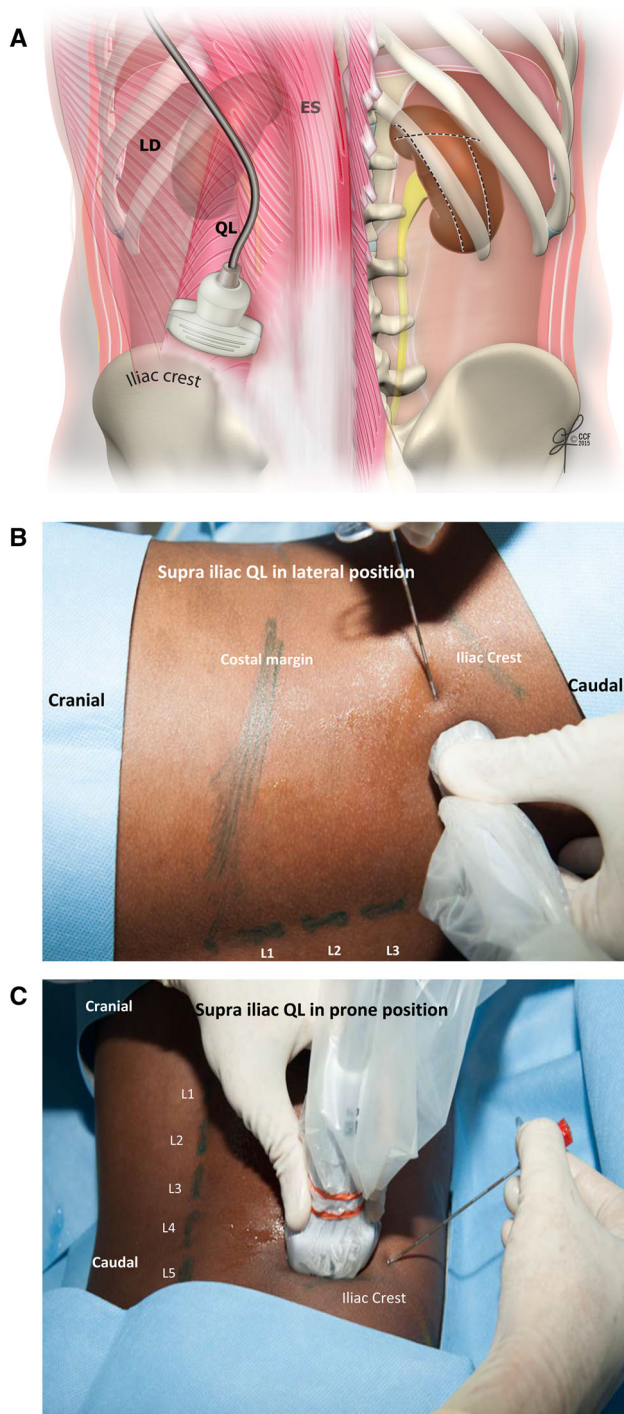 A
ES
LD
QL
Iliac crest
© CCF
2015
B
Supra iliac QL in lateral position
Costal margin
Iliac Crest
Cranial
Caudal
L1 L2 L3
C
Cranial
Supra iliac QL in prone position
L1
L2
L3
L4
Caudal
L5
Iliac Crest